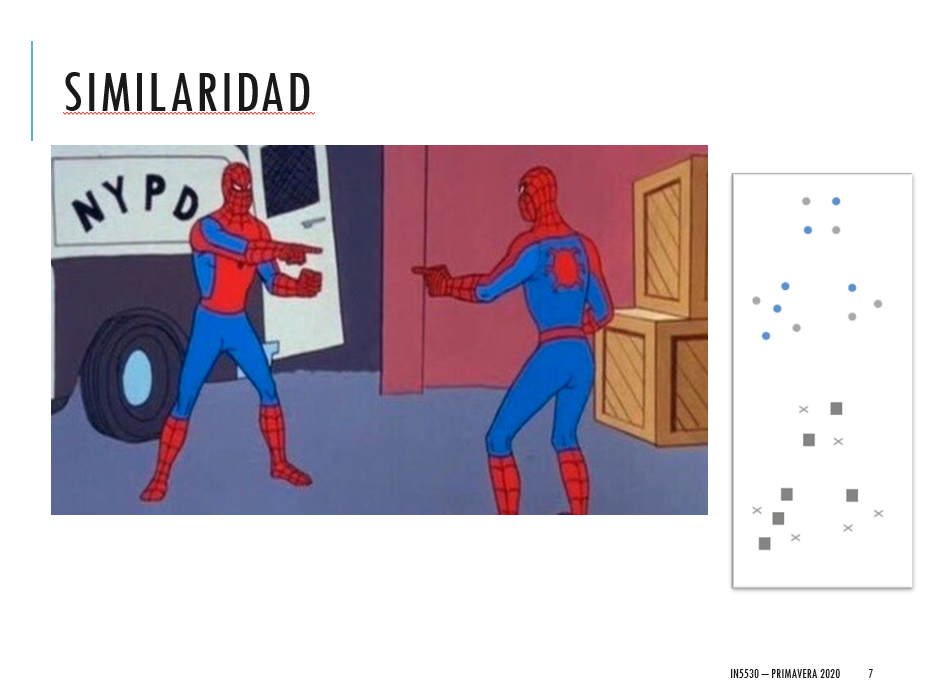 SIMILARIDAD
NYPD
IN5530 – PRIMAVERA 2020 7